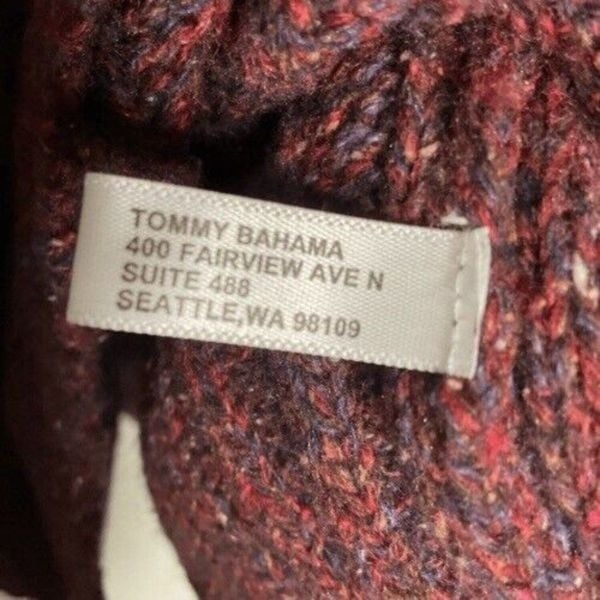 TOMMY BAHAMA
400 FAIRVIEW AVE N
SUITE 488
SEATTLE,WA 98109